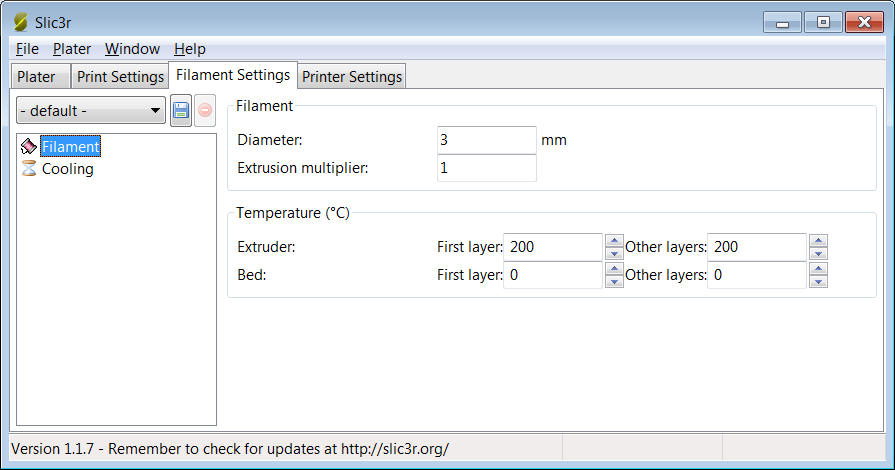 Slic3r
File Plater Window Help
Plater Print Settings Filament Settings Printer Settings
- default -
Filament
Cooling
Filament
Diameter: 3 mm
Extrusion multiplier: 1
Temperature (°C)
Extruder: First layer: 200 Other layers: 200
Bed: First layer: 0 Other layers: 0
Version 1.1.7 - Remember to check for updates at http://slic3r.org/